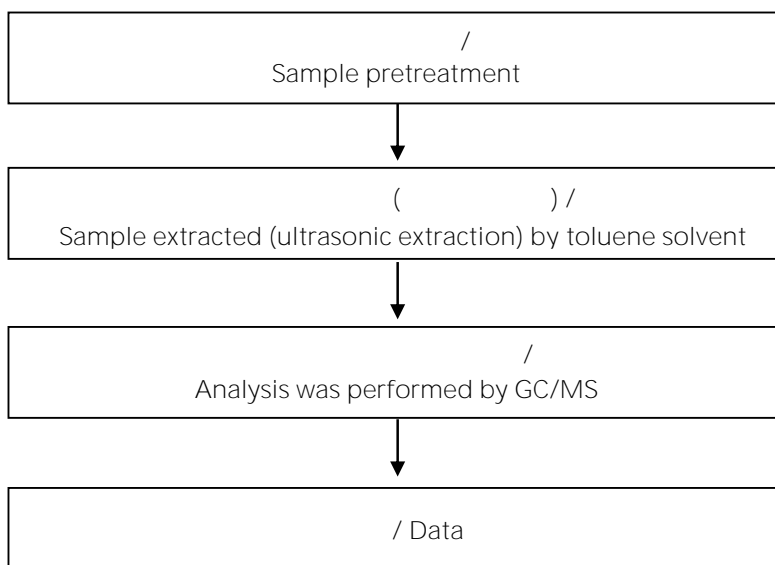 /
Sample pretreatment
( ) /
Sample extracted (ultrasonic extraction) by toluene solvent
/
Analysis was performed by GC/MS
/ Data